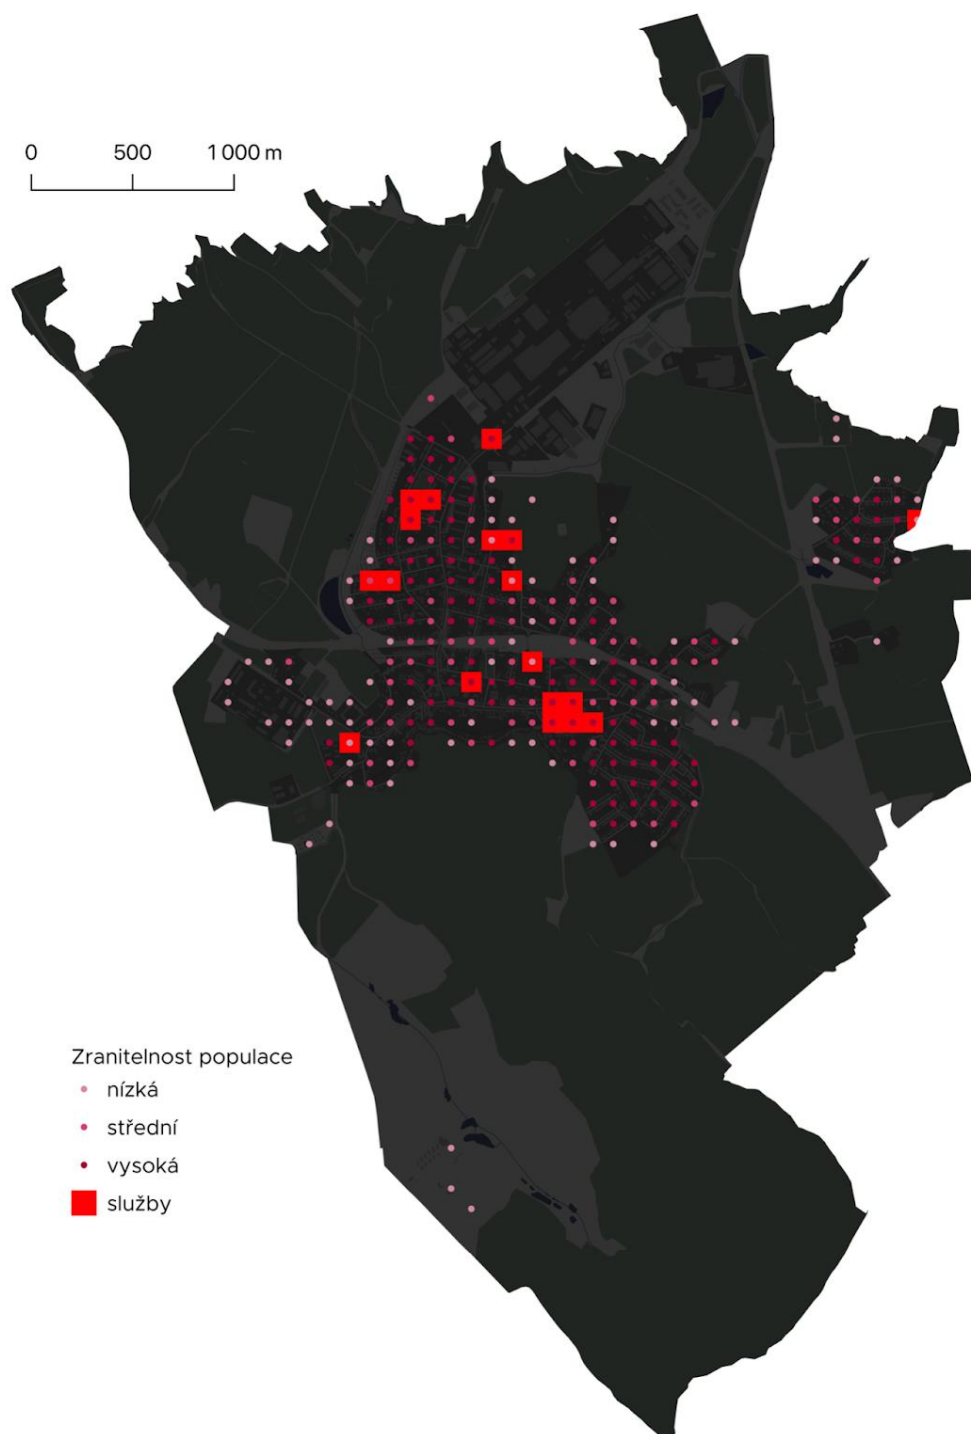 0 500 1 000 m
Zranitelnost populace
nízká
střední
vysoká
služby